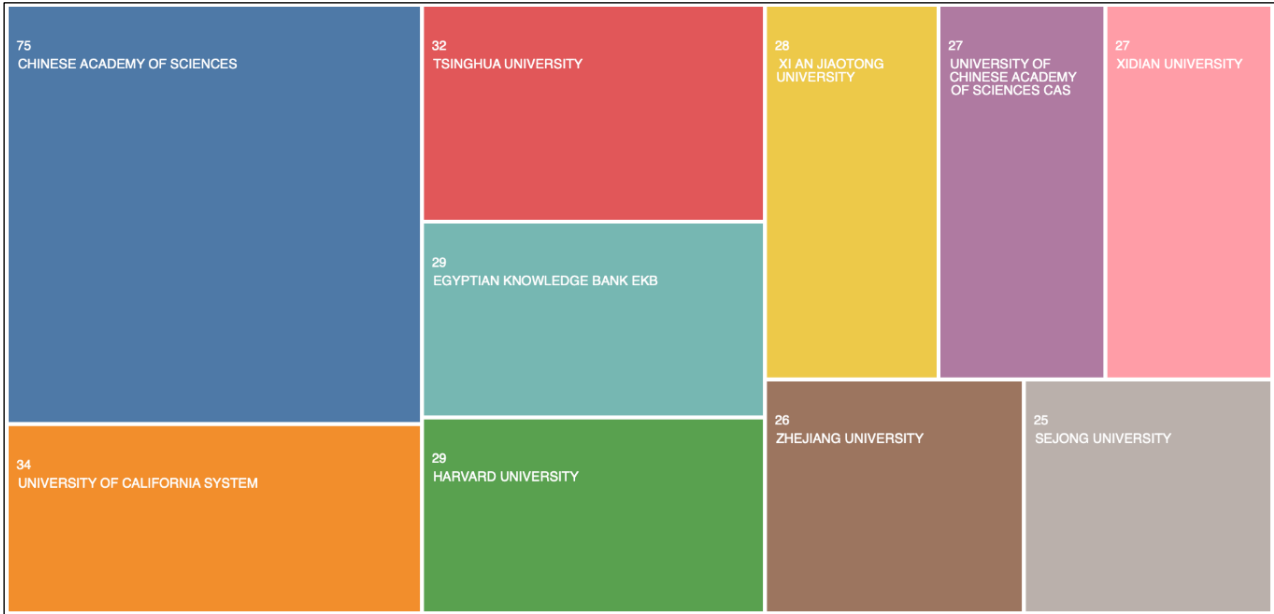 75
CHINESE ACADEMY OF SCIENCES
34
UNIVERSITY OF CALIFORNIA SYSTEM
32
TSINGHUA UNIVERSITY
29
EGYPTIAN KNOWLEDGE BANK EKB
29
HARVARD UNIVERSITY
28
XI AN JIAOTONG
UNIVERSITY
27
UNIVERSITY OF
CHINESE ACADEMY
OF SCIENCES CAS
27
XIDIAN UNIVERSITY
26
ZHEJIANG UNIVERSITY
25
SEJONG UNIVERSITY